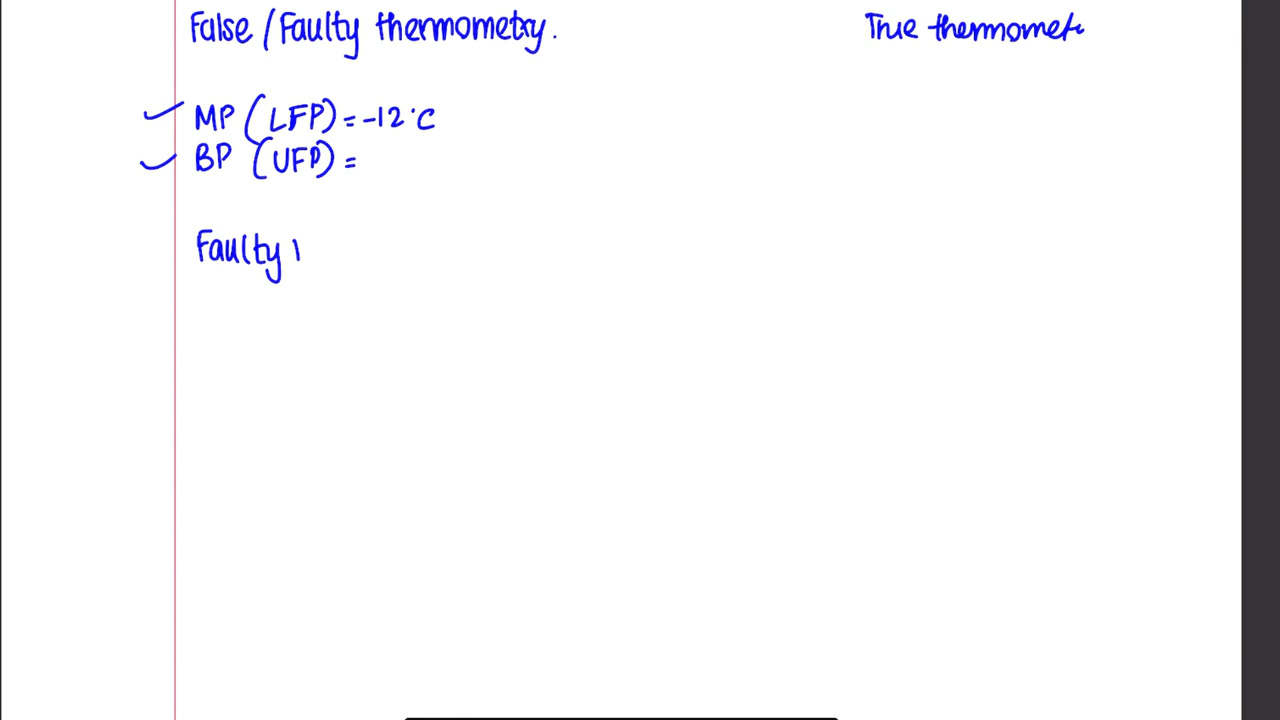 False / Faulty thermometry.
True thermomet
MP (LFP) = -12°C
BP (UFP) =
Faulty